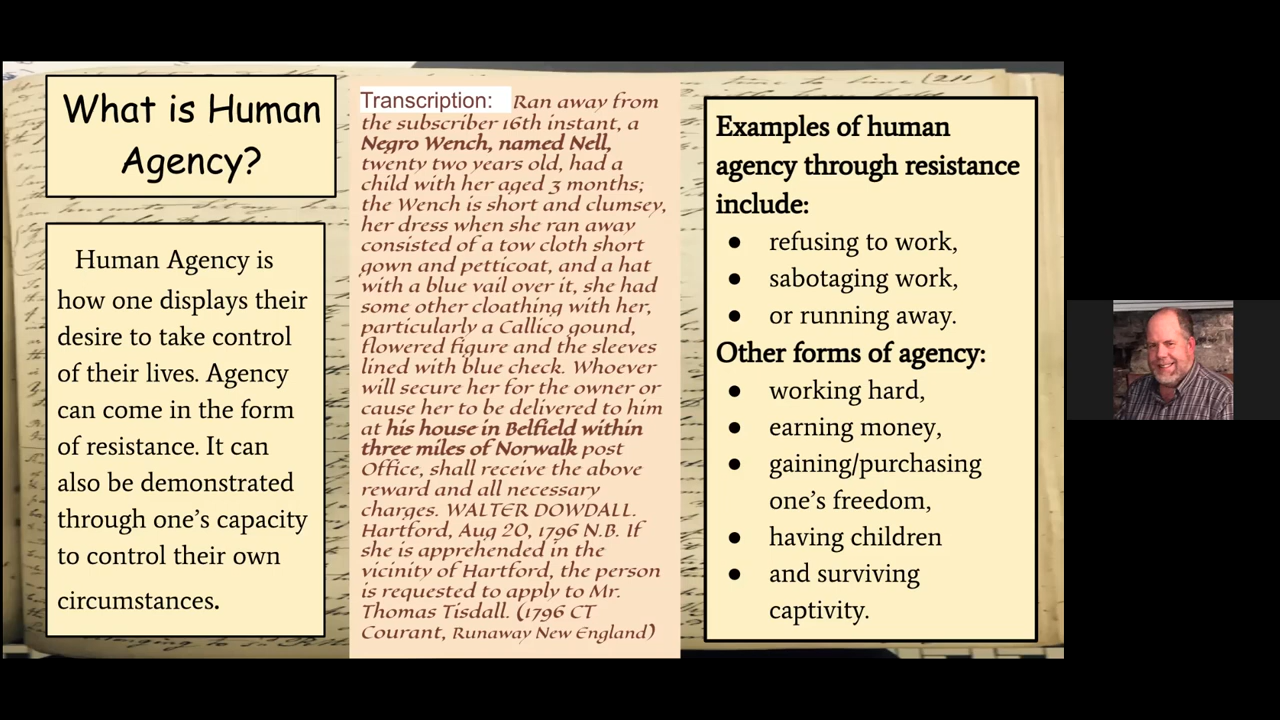 What is Human
Agency?
Human Agency is
how one displays their
desire to take control
of their lives. Agency
can come in the form
of resistance. It can
also be demonstrated
through one's capacity
to control their own
circumstances.
Transcription: Ran away from
the subscriber 16th instant, a
Negro Wench, named Nell,
twenty two years old, had a
child with her aged 3 months;
the Wench is short and clumsey,
her dress when she ran away
consisted of a tow cloth short
gown and petticoat, and a hat
with a blue vail over it, she had
some other cloathing with her,
particularly a Callico gound,
flowered figure and the sleeves
lined with blue check. Whoever
will secure her for the owner or
cause her to be delivered to him
at his house in Belfield within
three miles of Norwalk post
Office, shall receive the above
reward and all necessary
charges. WALTER DOWDALL.
Hartford, Aug 20, 1796 N.B. If
she is apprehended in the
vicinity of Hartford, the person
is requested to apply to Mr.
Thomas Tisdall. (1796 CT
Courant, Runaway New England)
Examples of human
agency through resistance
include:
● refusing to work,
● sabotaging work,
● or running away.
Other forms of agency:
● working hard,
● earning money,
● gaining/purchasing
one's freedom,
● having children
● and surviving
captivity.